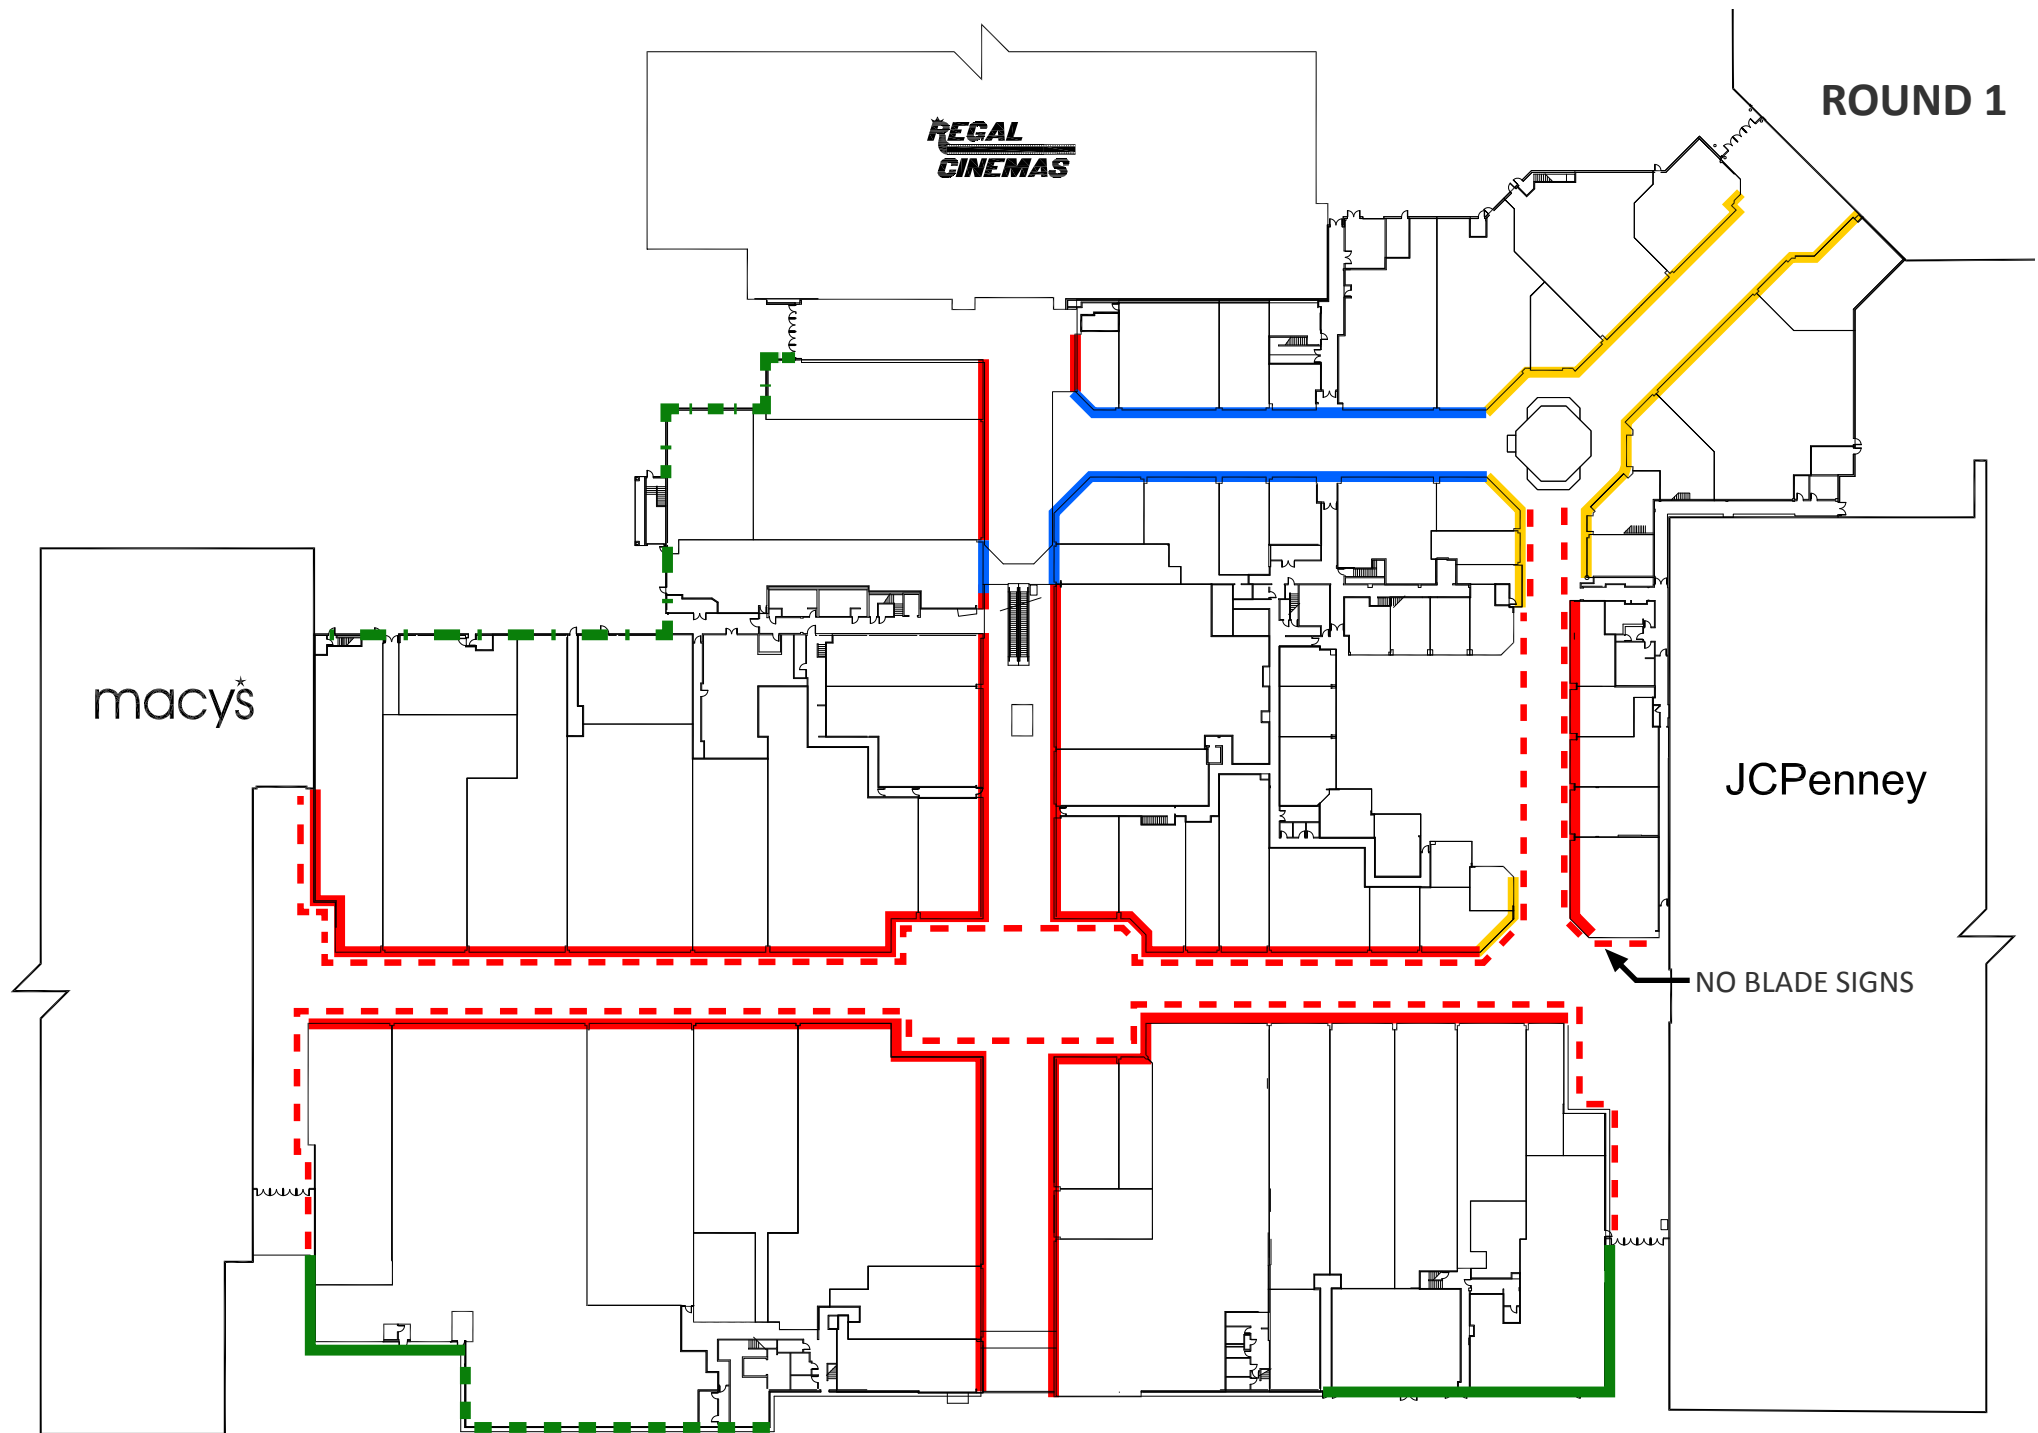 ROUND 1
REGAL
CINEMAS
macy's
JCPenney
NO BLADE SIGNS